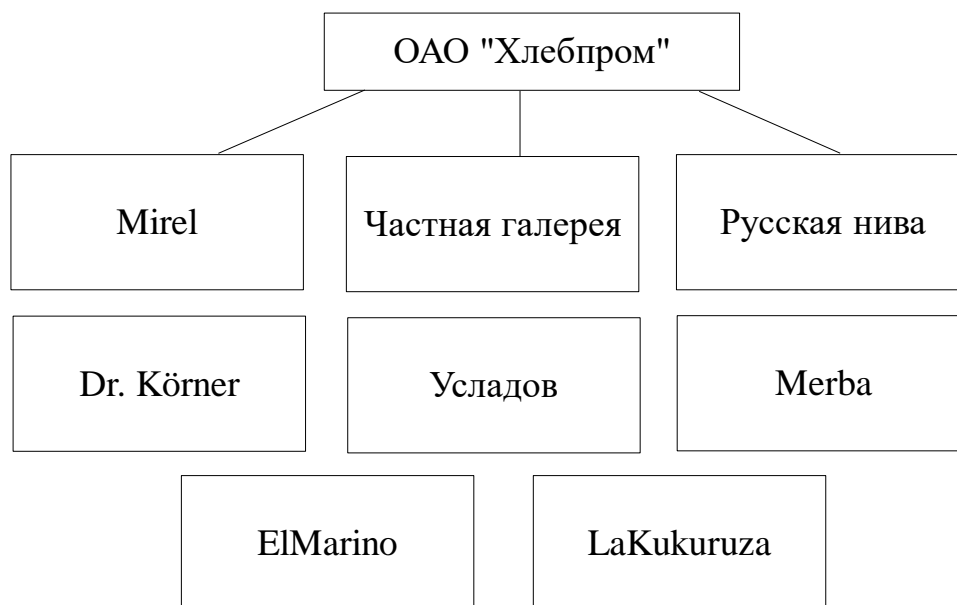 ОАО "Хлебпром"
Mirel
Частная галерея
Русская нива
Dr. Körner
Усладов
Merba
ElMarino
LaKukuruza